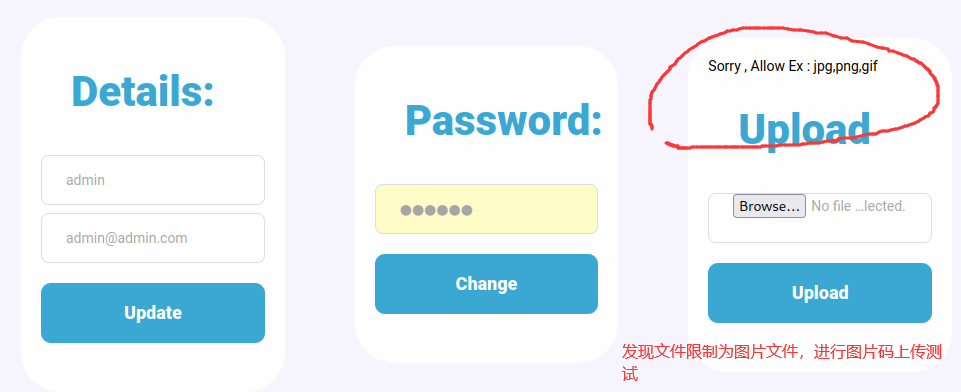 Details:
admin
admin@admin.com
Update
Password:
●●●●●●
Change
Sorry , Allow Ex : jpg,png,gif
Upload
Browse... No file ...lected.
Upload
发现文件限制为图片文件，进行图片码上传测
试